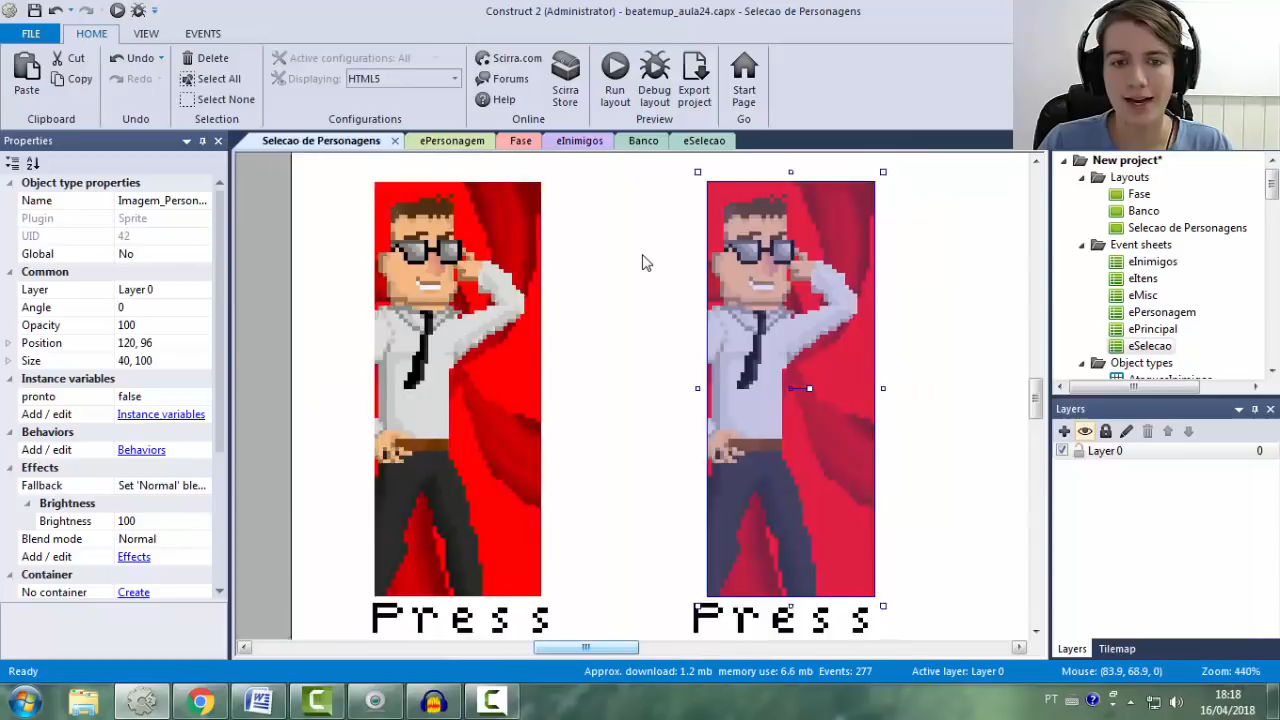 Construct 2 (Administrator) - beatemup_aula24.capx - Selecao de Personagens
FILE HOME VIEW EVENTS
Paste Cut Copy Clipboard
Undo Redo Undo
Delete Select All Select None Selection
Active configurations: All
Displaying: HTML5
Configurations
Scirra.com Forums Help Scirra Store Online
Run layout Debug layout Export project Preview
Start Page Go
Properties
Selecao de Personagens ePersonagem Fase eInimigos Banco eSelecao
Object type properties
Name Imagem_Person...
Plugin Sprite
UID 42
Global No
Common
Layer Layer 0
Angle 0
Opacity 100
Position 120, 96
Size 40, 100
Instance variables
pronto false
Add / edit Instance variables
Behaviors
Add / edit Behaviors
Effects
Fallback Set 'Normal' ble...
Brightness
Brightness 100
Blend mode Normal
Add / edit Effects
Container
No container Create
Press Press
New project*
Layouts
Fase
Banco
Selecao de Personagens
Event sheets
eInimigos
eItens
eMisc
ePersonagem
ePrincipal
eSelecao
Object types
Layers
Layer 0 0
Layers Tilemap
Ready Approx. download: 1.2 mb memory use: 6.6 mb Events: 277 Active layer: Layer 0 Mouse: (83.9, 68.9, 0) Zoom: 440%
PT 18:18
16/04/2018